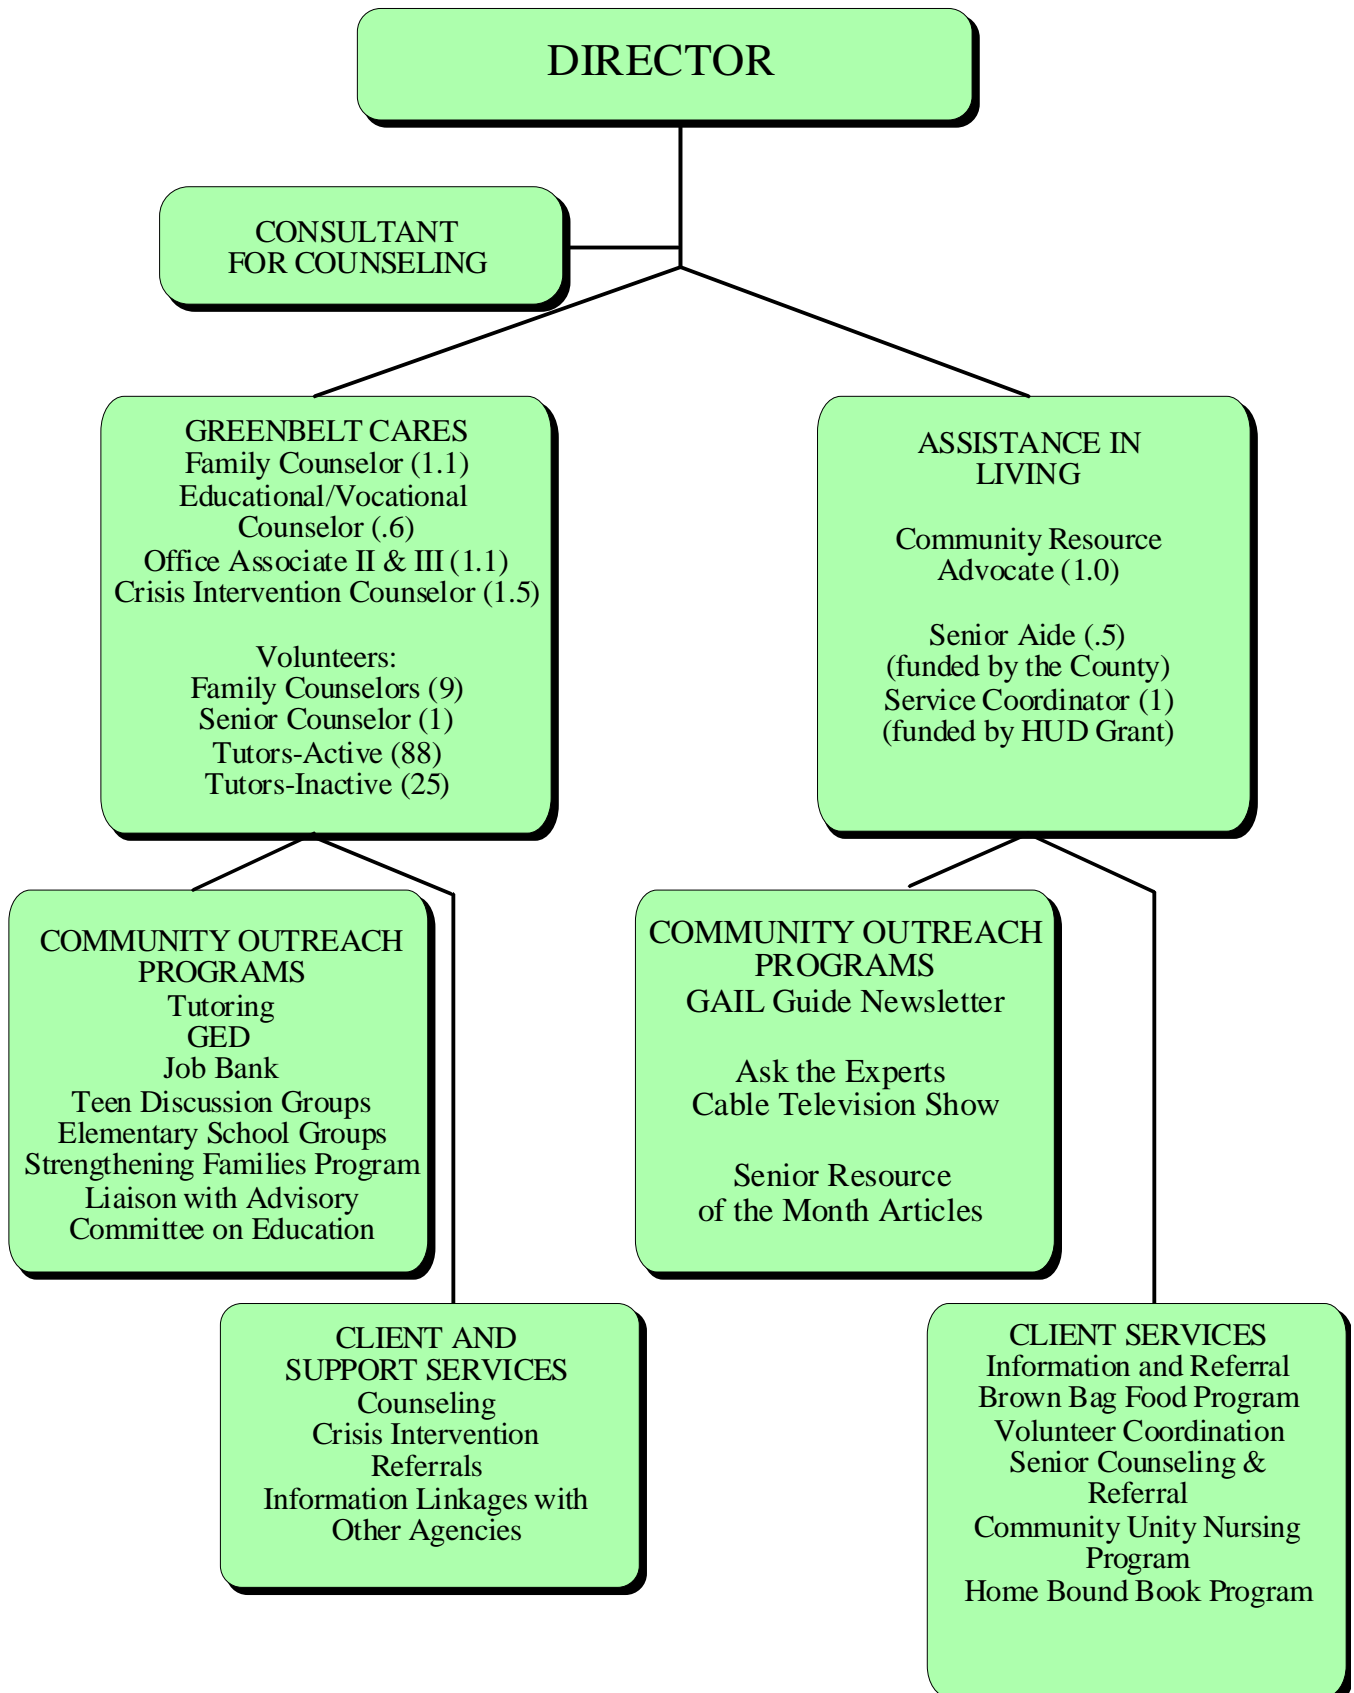 DIRECTOR
CONSULTANT
FOR COUNSELING
GREENBELT CARES
Family Counselor (1.1)
Educational/Vocational
Counselor (.6)
Office Associate II & III (1.1)
Crisis Intervention Counselor (1.5)
Volunteers:
Family Counselors (9)
Senior Counselor (1)
Tutors-Active (88)
Tutors-Inactive (25)
ASSISTANCE IN
LIVING
Community Resource
Advocate (1.0)
Senior Aide (.5)
(funded by the County)
Service Coordinator (1)
(funded by HUD Grant)
COMMUNITY OUTREACH
PROGRAMS
Tutoring
GED
Job Bank
Teen Discussion Groups
Elementary School Groups
Strengthening Families Program
Liaison with Advisory
Committee on Education
COMMUNITY OUTREACH
PROGRAMS
GAIL Guide Newsletter
Ask the Experts
Cable Television Show
Senior Resource
of the Month Articles
CLIENT AND
SUPPORT SERVICES
Counseling
Crisis Intervention
Referrals
Information Linkages with
Other Agencies
CLIENT SERVICES
Information and Referral
Brown Bag Food Program
Volunteer Coordination
Senior Counseling &
Referral
Community Unity Nursing
Program
Home Bound Book Program